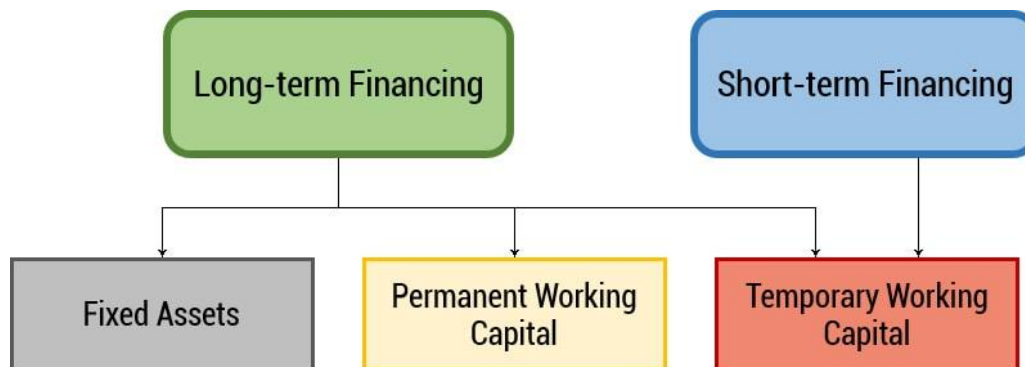 Long-term Financing
Short-term Financing
Fixed Assets
Permanent Working
Capital
Temporary Working
Capital